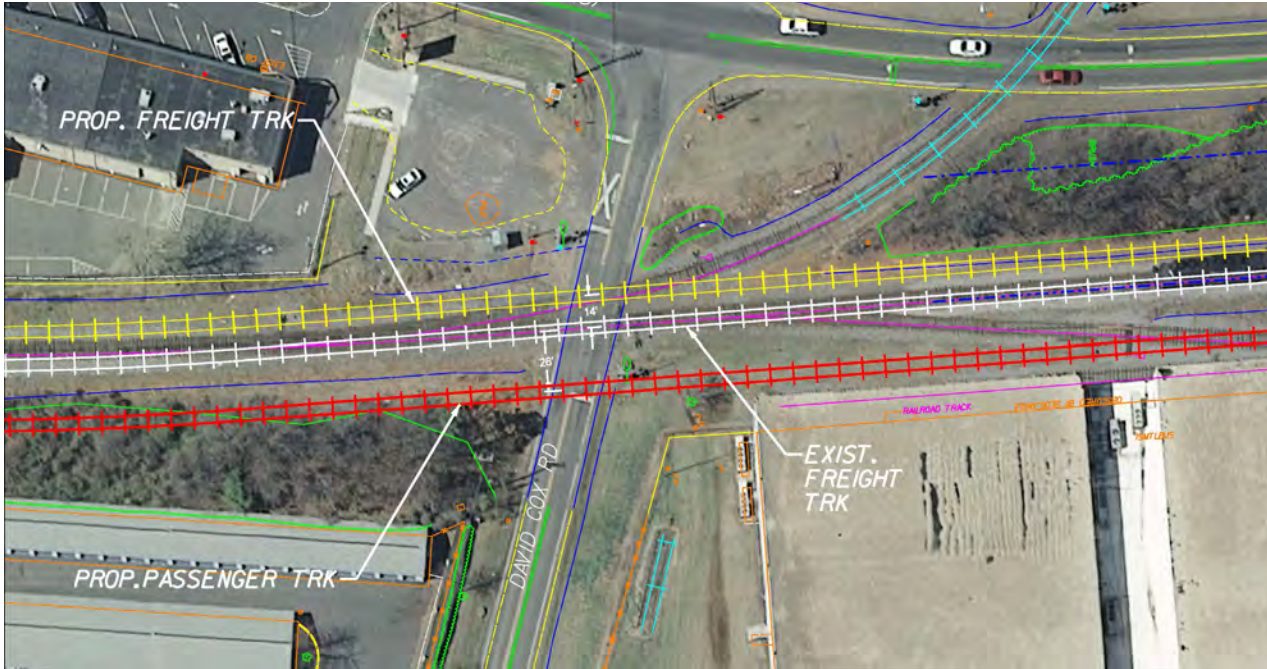 PROP. FREIGHT TRK
14'
26'
RAILROAD TRACK
EXIST.
FREIGHT
TRK
DAVID COX RD
PROP. PASSENGER TRK